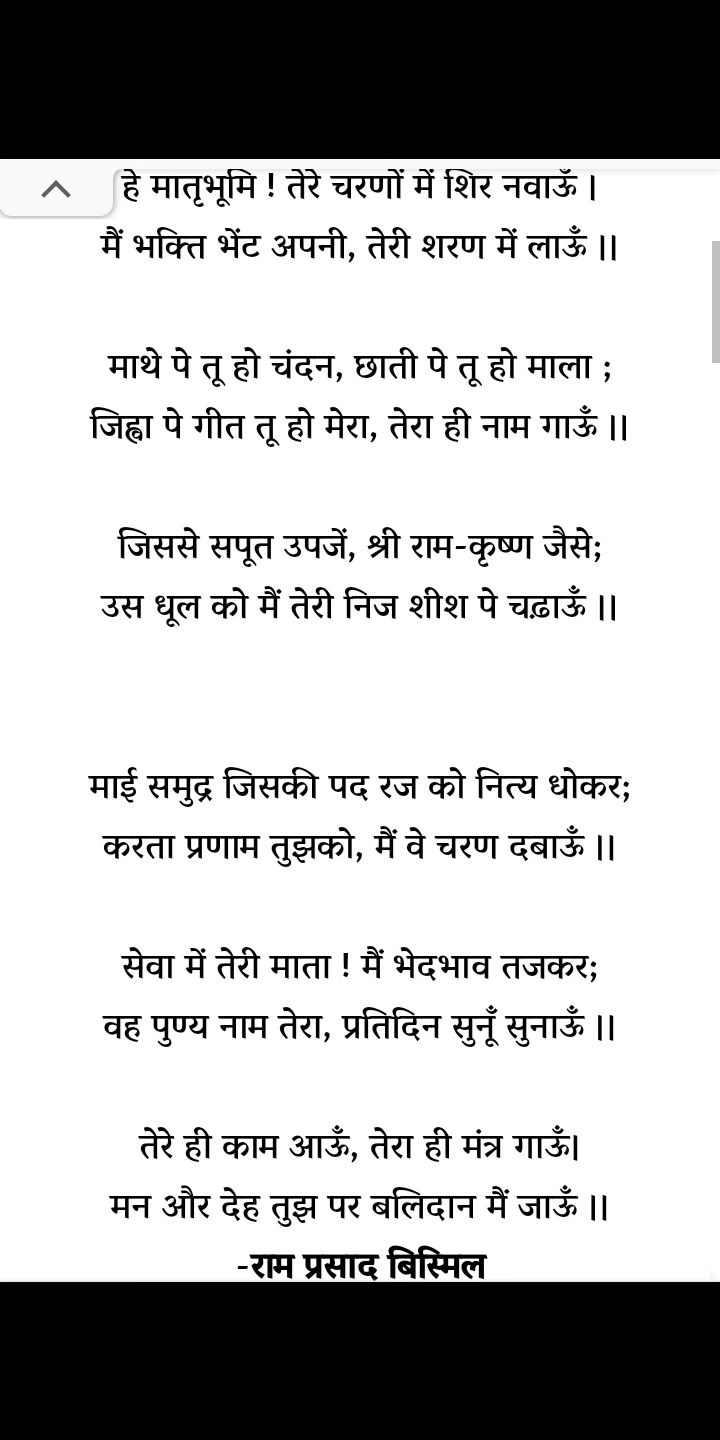 हे मातृभूमि ! तेरे चरणों में शिर नवाऊँ |
मैं भक्ति भेंट अपनी, तेरी शरण में लाऊँ ||
माथे पे तू हो चंदन, छाती पे तू हो माला ;
जिह्वा पे गीत तू हो मेरा, तेरा ही नाम गाऊँ ||
जिससे सपूत उपजें, श्री राम-कृष्ण जैसे;
उस धूल को मैं तेरी निज शीश पे चढ़ाऊँ ||
माई समुद्र जिसकी पद रज को नित्य धोकर;
करता प्रणाम तुझको, मैं वे चरण दबाऊँ ||
सेवा में तेरी माता ! मैं भेदभाव तजकर;
वह पुण्य नाम तेरा, प्रतिदिन सुनूँ सुनाऊँ ||
तेरे ही काम आऊँ, तेरा ही मंत्र गाऊँ|
मन और देह तुझ पर बलिदान मैं जाऊँ ||
-राम प्रसाद बिस्मिल